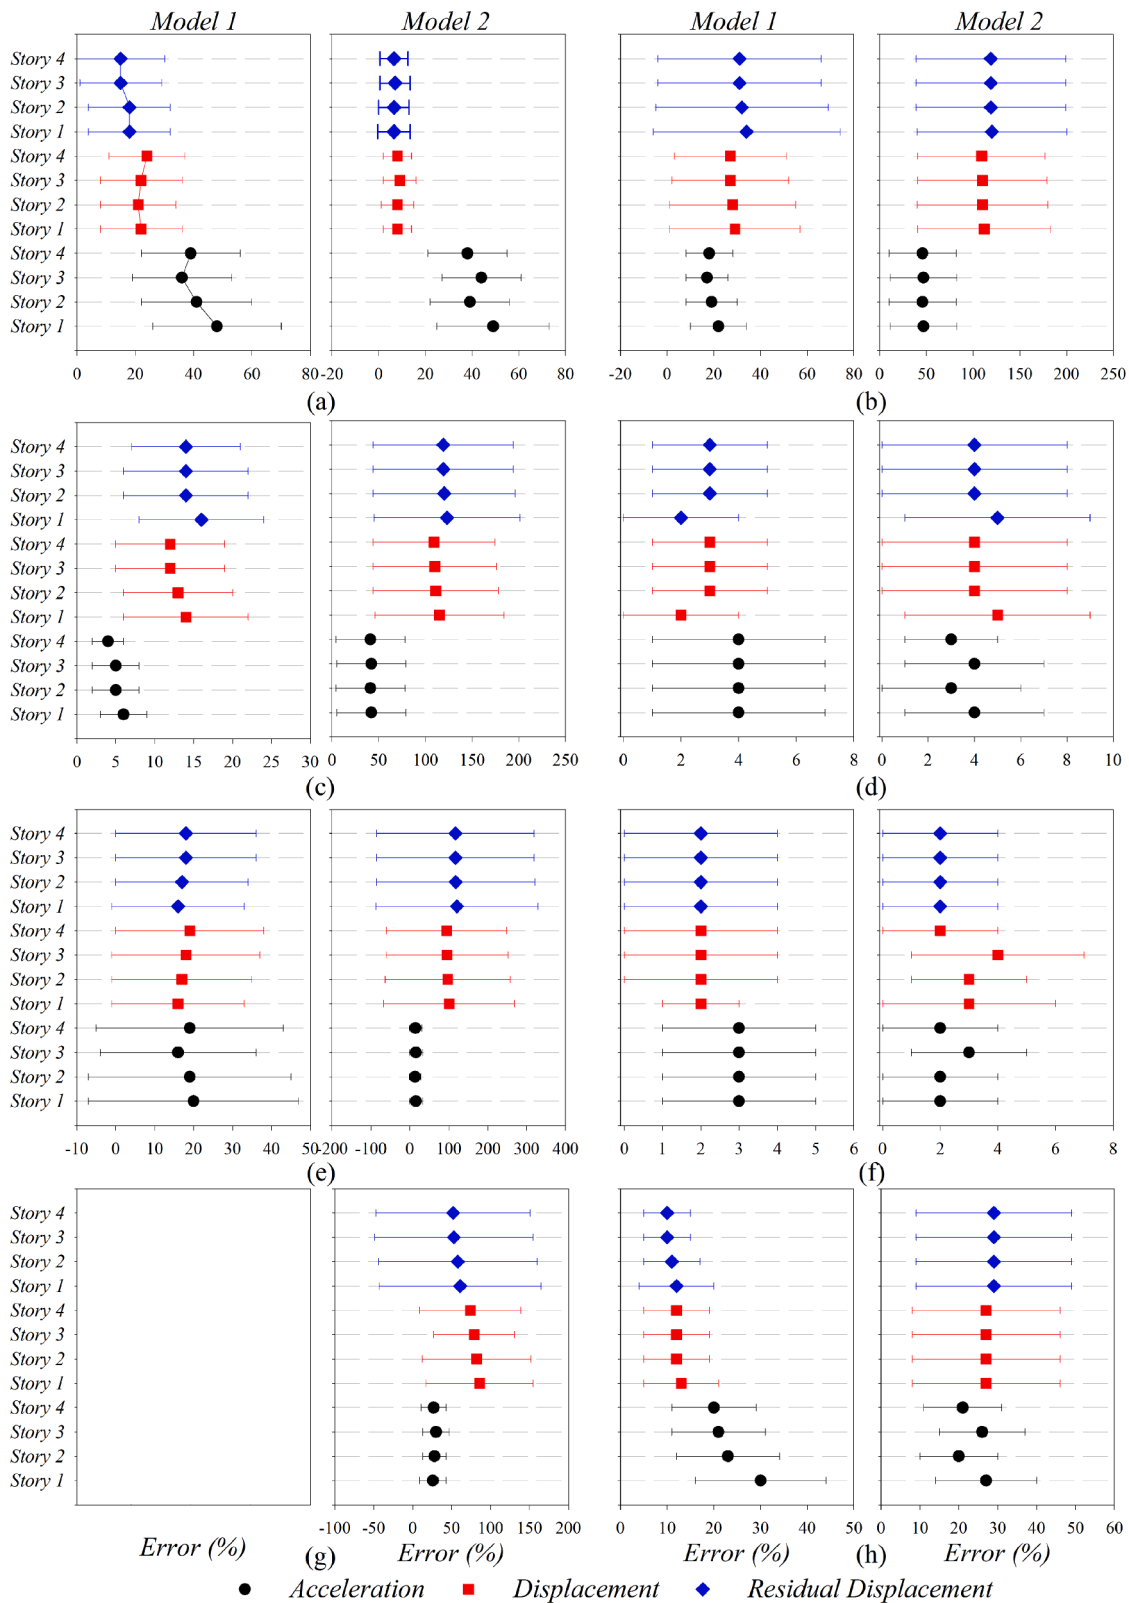 Model 1 Model 2 Model 1 Model 2
Story 4
Story 3
Story 2
Story 1
Story 4
Story 3
Story 2
Story 1
Story 4
Story 3
Story 2
Story 1
0 20 40 60 80 -20 0 20 40 60 80 -20 0 20 40 60 80 0 50 100 150 200 250
(a) (b)
Story 4
Story 3
Story 2
Story 1
Story 4
Story 3
Story 2
Story 1
Story 4
Story 3
Story 2
Story 1
0 5 10 15 20 25 30 0 50 100 150 200 250 0 2 4 6 8 0 2 4 6 8 10
(c) (d)
Story 4
Story 3
Story 2
Story 1
Story 4
Story 3
Story 2
Story 1
Story 4
Story 3
Story 2
Story 1
-10 0 10 20 30 40 50 -200 -100 0 100 200 300 400 0 1 2 3 4 5 6 0 2 4 6 8
(e) (f)
Story 4
Story 3
Story 2
Story 1
Story 4
Story 3
Story 2
Story 1
Story 4
Story 3
Story 2
Story 1
-100 -50 0 50 100 150 200 0 10 20 30 40 50 0 10 20 30 40 50 60
Error (%) Error (%) Error (%) Error (%)
(g) (h)
Acceleration Displacement Residual Displacement